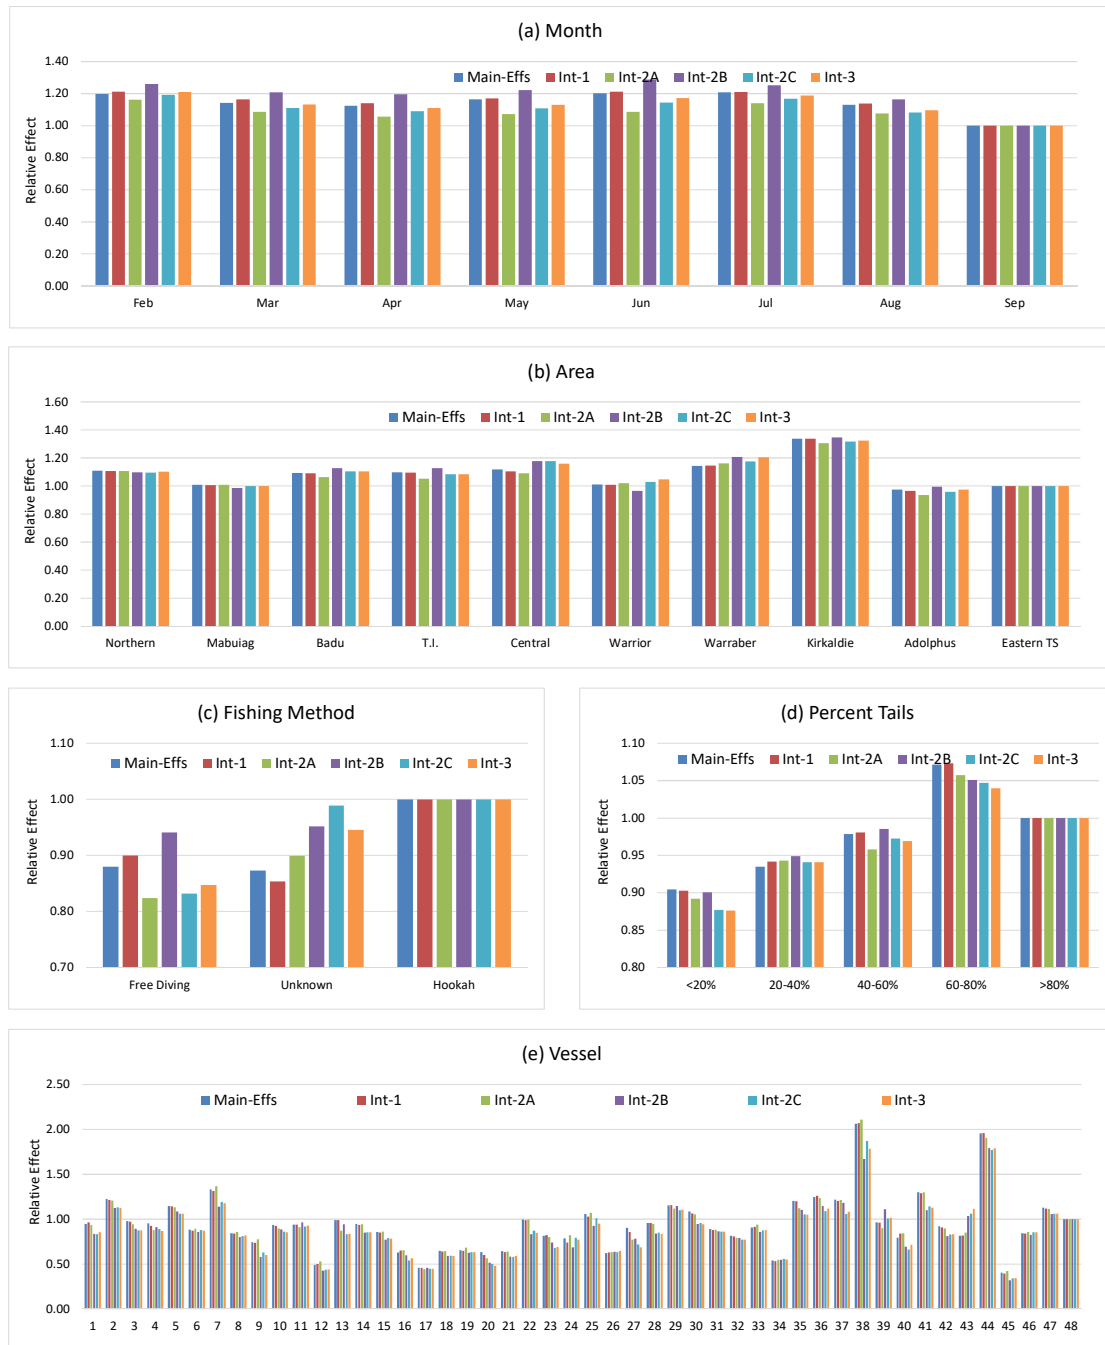 (a) Month
Main-Effs Int-1 Int-2A Int-2B Int-2C Int-3
1.40
1.20
1.00
0.80
0.60
0.40
0.20
0.00
Relative Effect
Feb Mar Apr May Jun Jul Aug Sep
(b) Area
Main-Effs Int-1 Int-2A Int-2B Int-2C Int-3
1.60
1.40
1.20
1.00
0.80
0.60
0.40
0.20
0.00
Relative Effect
Northern Mabuiag Badu T.I. Central Warrior Warraber Kirkaldie Adolphus Eastern TS
(c) Fishing Method
Main-Effs Int-1 Int-2A Int-2B Int-2C Int-3
1.10
1.00
0.90
0.80
0.70
Relative Effect
Free Diving Unknown Hookah
(d) Percent Tails
Main-Effs Int-1 Int-2A Int-2B Int-2C Int-3
1.10
1.05
1.00
0.95
0.90
0.85
0.80
Relative Effect
<20% 20-40% 40-60% 60-80% >80%
(e) Vessel
Main-Effs Int-1 Int-2A Int-2B Int-2C Int-3
2.50
2.00
1.50
1.00
0.50
0.00
Relative Effect
1 2 3 4 5 6 7 8 9 10 11 12 13 14 15 16 17 18 19 20 21 22 23 24 25 26 27 28 29 30 31 32 33 34 35 36 37 38 39 40 41 42 43 44 45 46 47 48